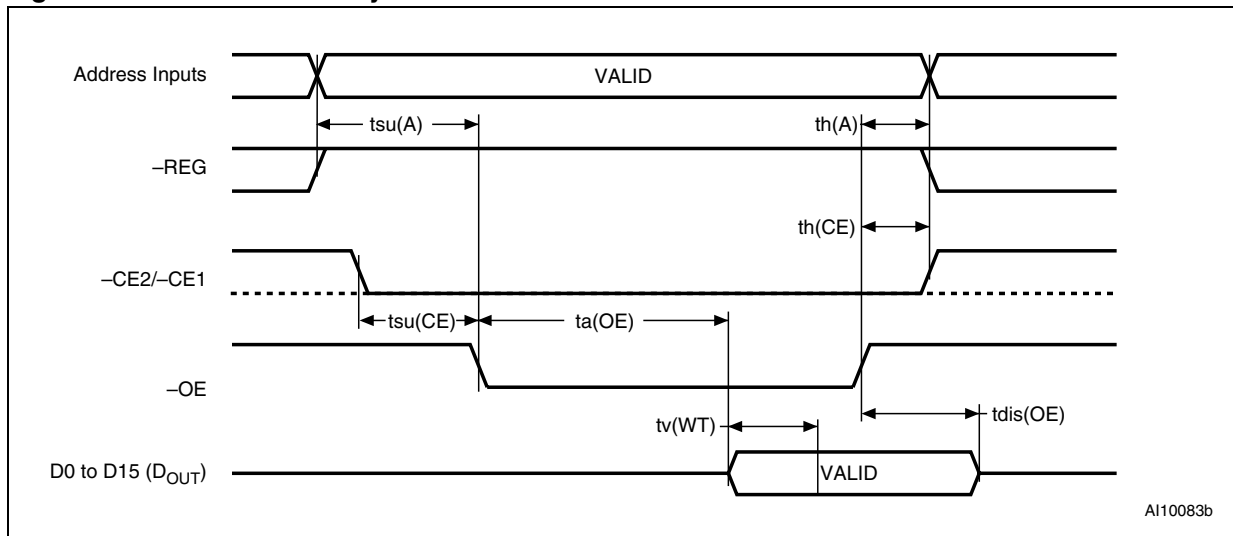 Address Inputs
VALID
tsu(A)
th(A)
–REG
th(CE)
–CE2/–CE1
tsu(CE)
ta(OE)
–OE
tv(WT)
tdis(OE)
D0 to D15 (DOUT)
VALID
AI10083b